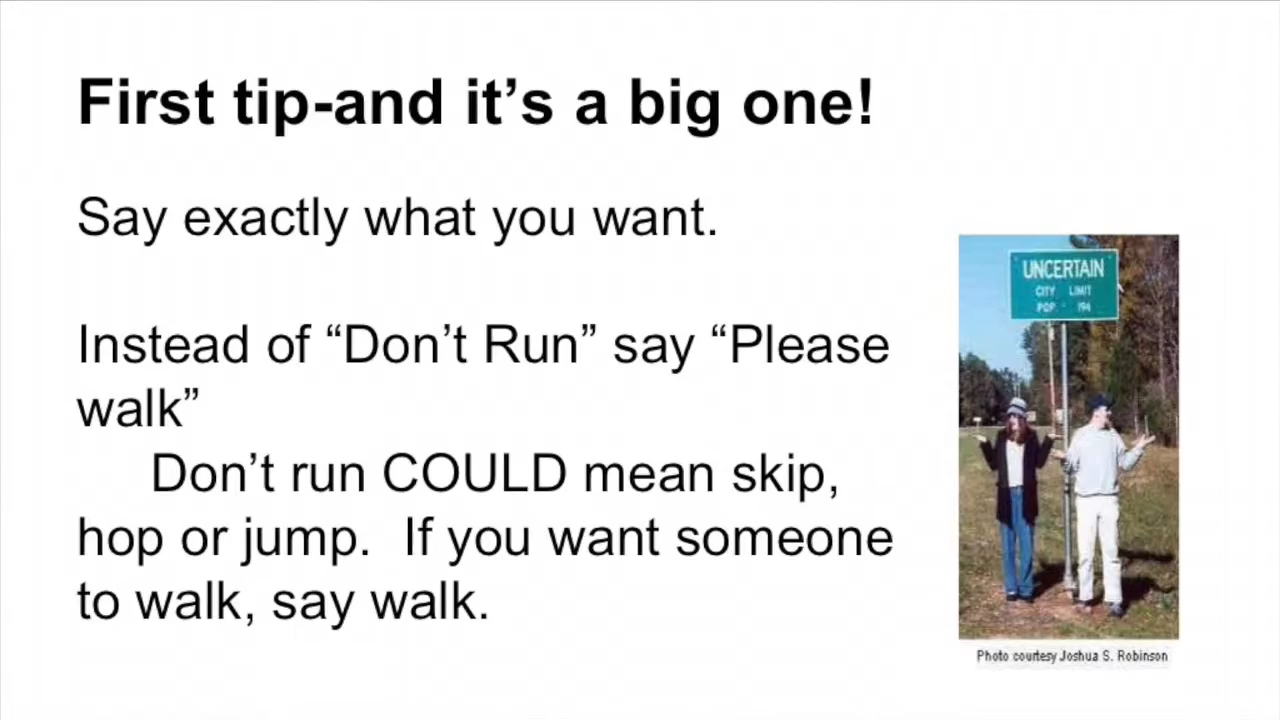 First tip-and it’s a big one!
Say exactly what you want.
Instead of “Don’t Run” say “Please
walk”
Don’t run COULD mean skip,
hop or jump.  If you want someone
to walk, say walk.
UNCERTAIN
CITY LIMIT
POP 194
Photo courtesy Joshua S. Robinson